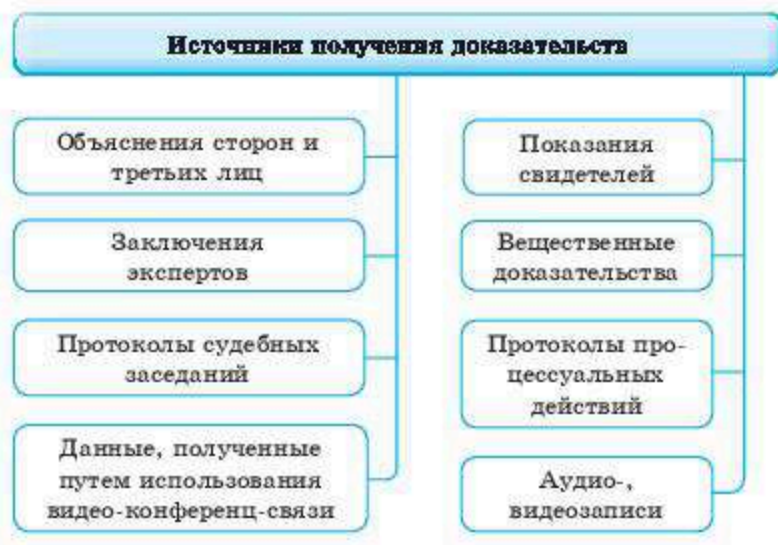 Источники получения доказательств
Объяснения сторон и
третьих лиц
Заключения
экспертов
Протоколы судебных
заседаний
Данные, полученные
путем использования
видео-конференц-связи
Показания
свидетелей
Вещественные
доказательства
Протоколы про-
цессуальных
действий
Аудио-,
видеозаписи